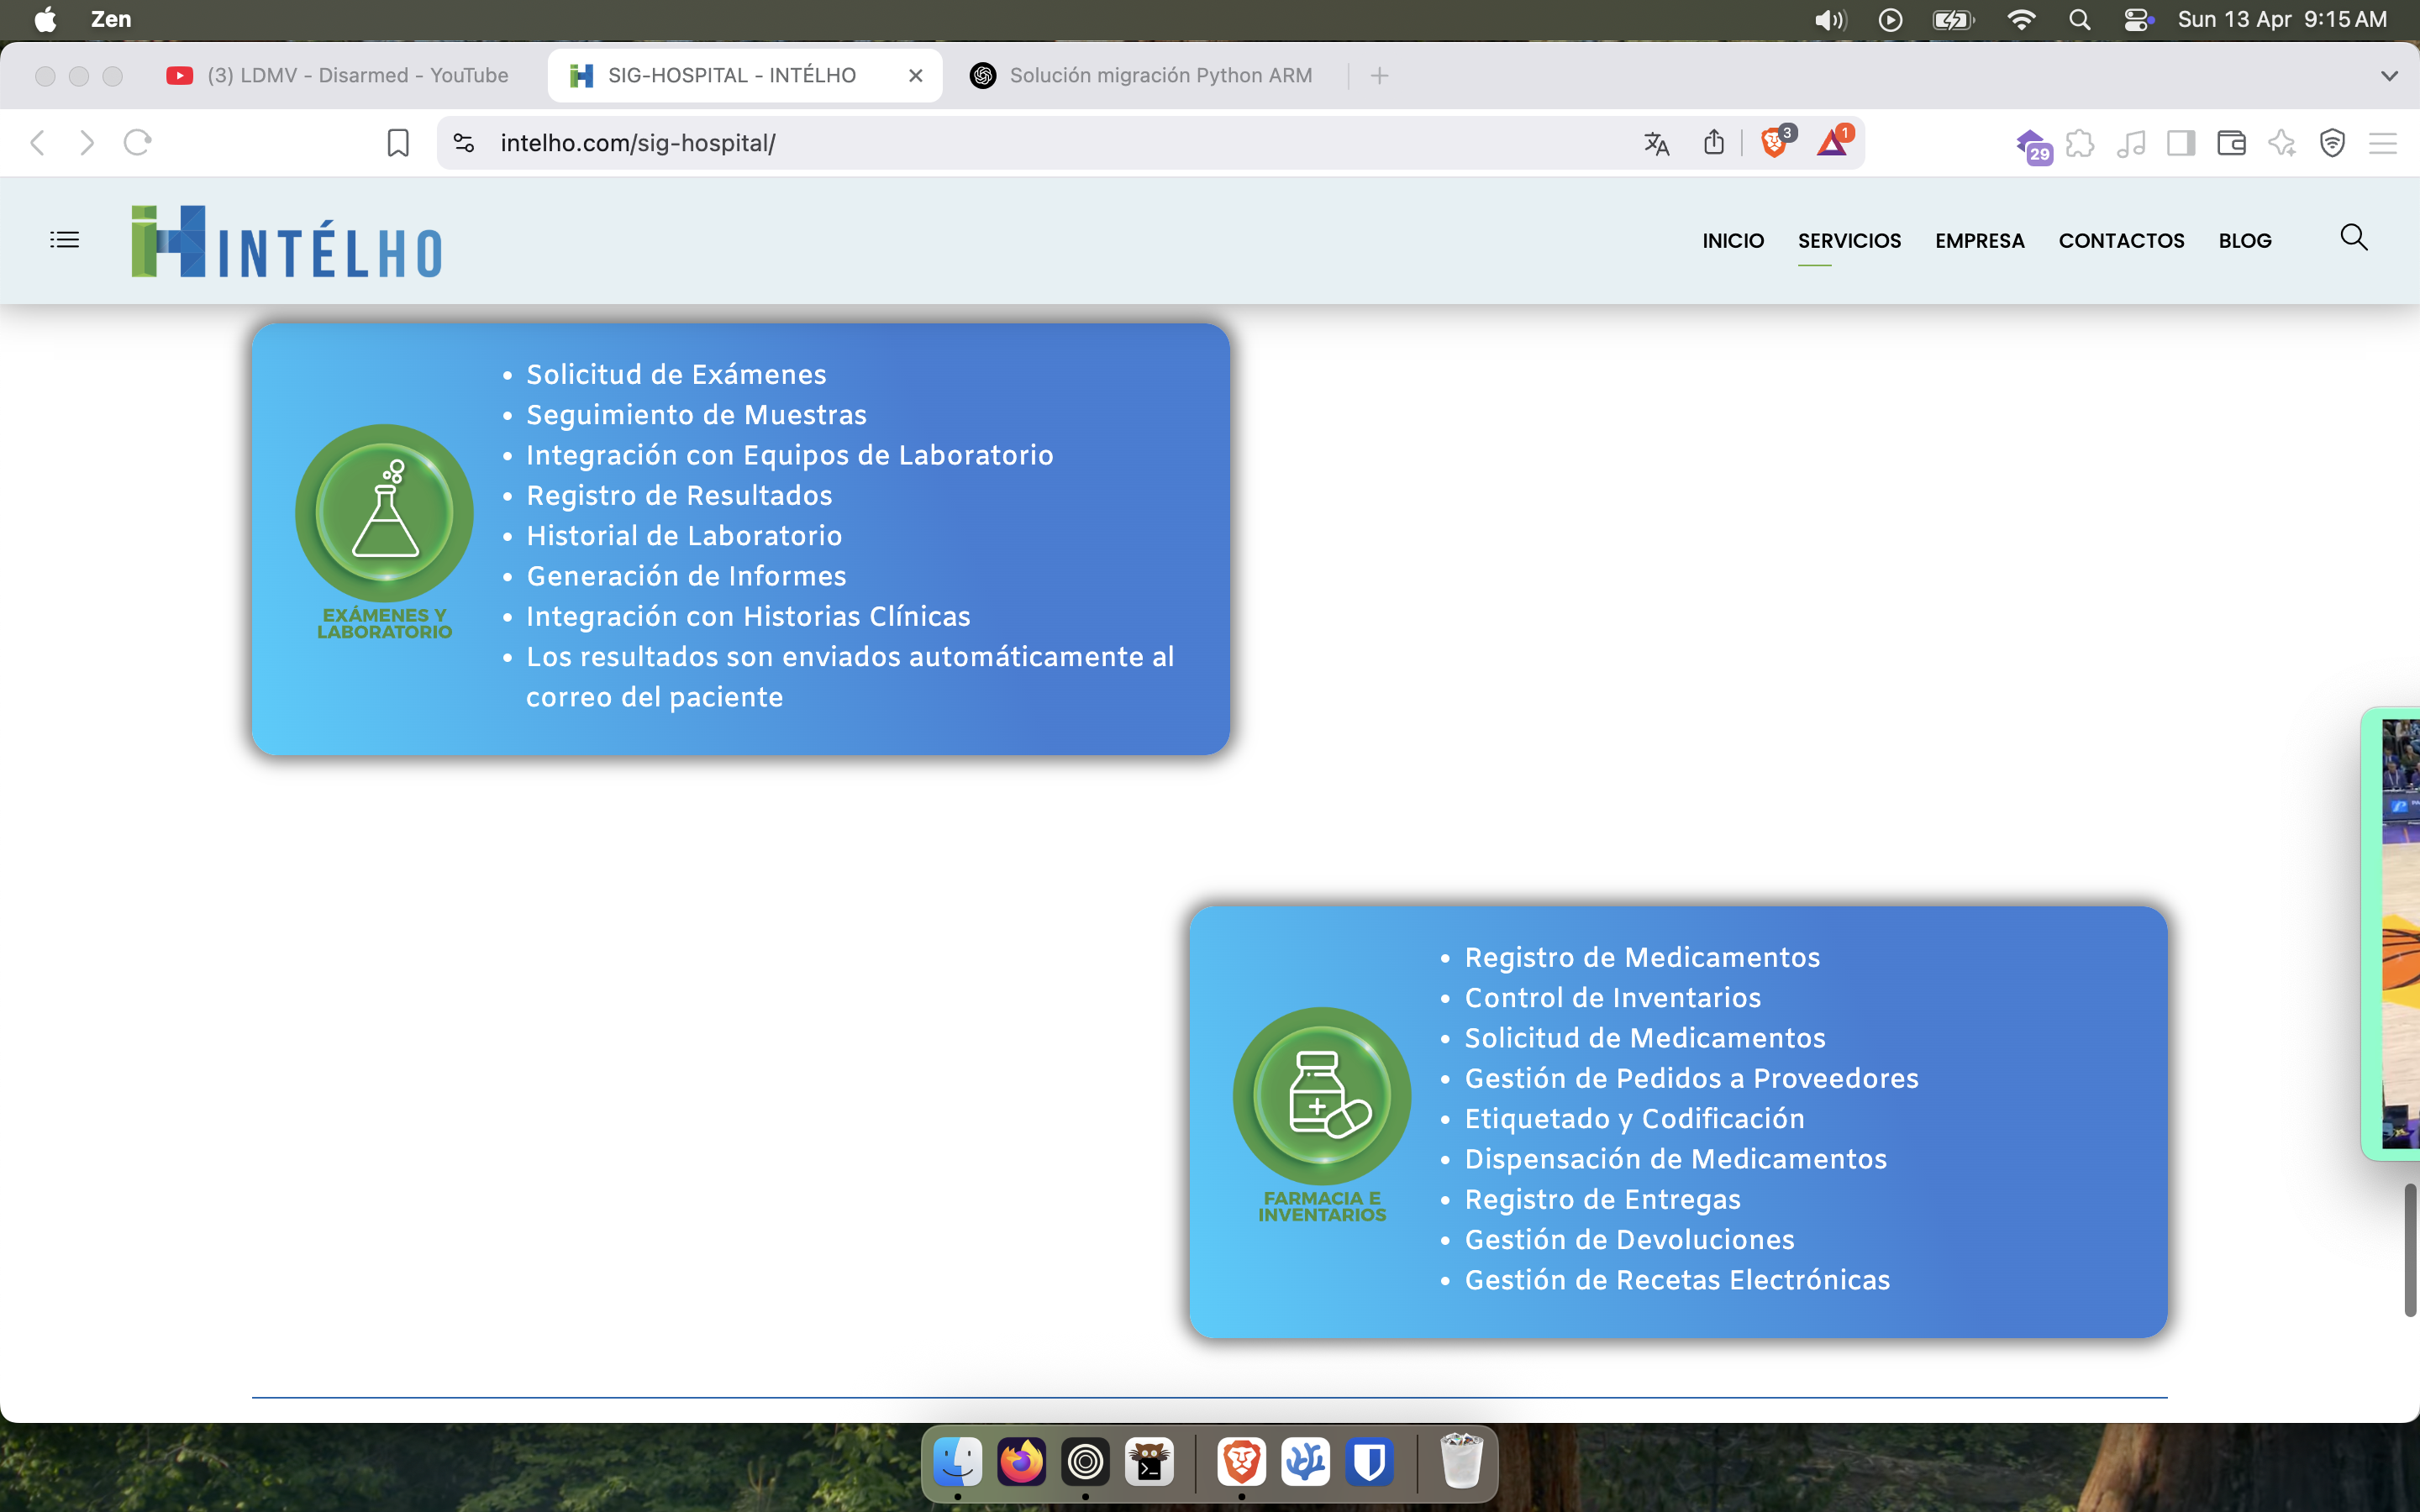 Zen
Sun 13 Apr 9:15 AM
(3) LDMV - Disarmed - YouTube
SIG-HOSPITAL - INTÉLHO
Solución migración Python ARM
intelho.com/sig-hospital/
3
1
29
INTÉLHO
INICIO
SERVICIOS
EMPRESA
CONTACTOS
BLOG
• Solicitud de Exámenes
• Seguimiento de Muestras
• Integración con Equipos de Laboratorio
• Registro de Resultados
• Historial de Laboratorio
• Generación de Informes
• Integración con Historias Clínicas
• Los resultados son enviados automáticamente al
correo del paciente
EXÁMENES Y
LABORATORIO
• Registro de Medicamentos
• Control de Inventarios
• Solicitud de Medicamentos
• Gestión de Pedidos a Proveedores
• Etiquetado y Codificación
• Dispensación de Medicamentos
• Registro de Entregas
• Gestión de Devoluciones
• Gestión de Recetas Electrónicas
FARMACIA E
INVENTARIOS